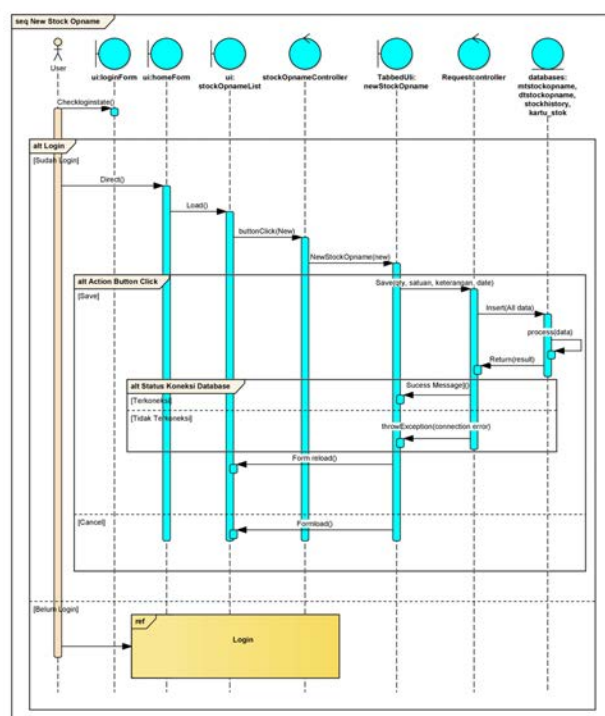 seq New Stock Opname
User
ui:loginForm
ui:homeForm
ui:
stockOpnameList
stockOpnameController
TabbedUli:
newStockOpname
Requestcontroller
databases:
mtstockopname,
dtstockopname,
stockhistory,
kartu_stok
Checkloginstate()
alt Login
[Sudah Login]
Direct()
Load()
buttonClick(New)
NewStockOpname(new)
alt Action Button Click
[Save]
Save(qty, satuan, keterangan, date)
Insert(All data)
process(data)
Return(result)
alt Status Koneksi Database
[Terkoneksi]
Sucess Message()
[Tidak Terkoneksi]
throwException(connection error)
Form reload()
[Cancel]
Formload()
[Belum Login]
ref
Login